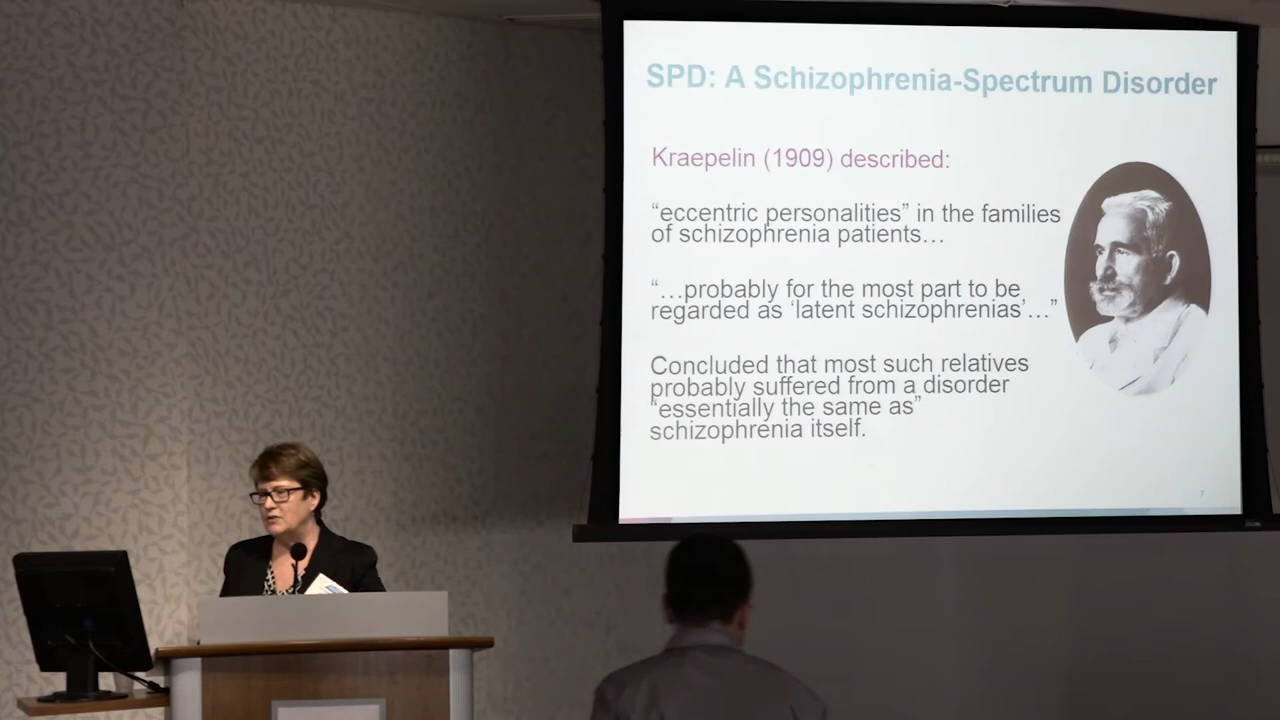 SPD: A Schizophrenia-Spectrum Disorder
Kraepelin (1909) described:
“eccentric personalities” in the families
of schizophrenia patients…
“…probably for the most part to be
regarded as ‘latent schizophrenias’…”
Concluded that most such relatives
probably suffered from a disorder
“essentially the same as”
schizophrenia itself.
7